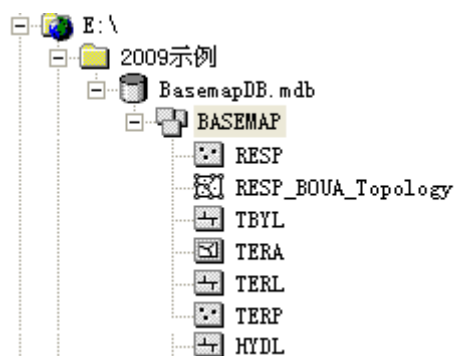 E:\
2009示例
BasemapDB.mdb
BASEMAP
RESP
RESP_BOUA_Topology
TBYL
TERA
TERL
TERP
HYDL